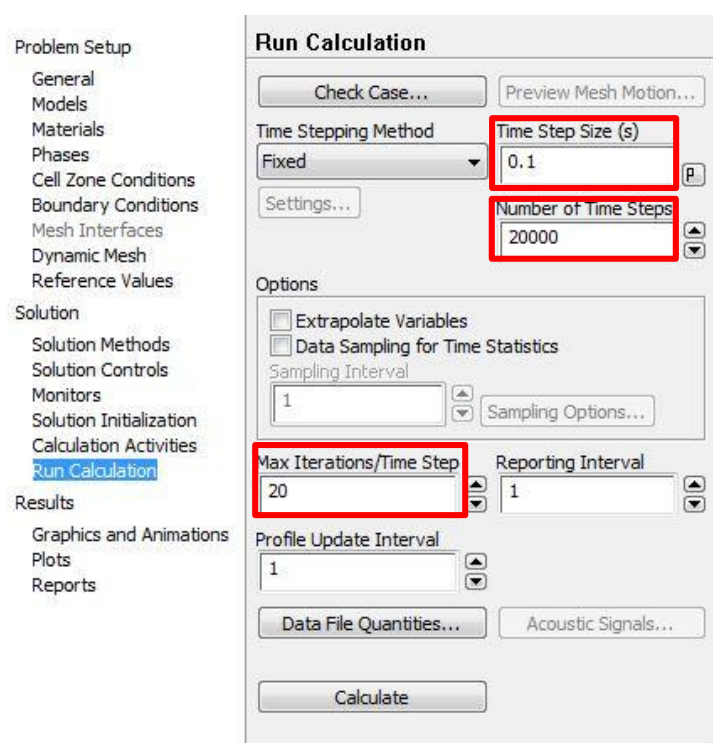 Problem Setup
General
Models
Materials
Phases
Cell Zone Conditions
Boundary Conditions
Mesh Interfaces
Dynamic Mesh
Reference Values
Solution
Solution Methods
Solution Controls
Monitors
Solution Initialization
Calculation Activities
Run Calculation
Results
Graphics and Animations
Plots
Reports
Run Calculation
Check Case...
Preview Mesh Motion...
Time Stepping Method
Time Step Size (s)
Fixed
0.1
P
Settings...
Number of Time Steps
20000
Options
Extrapolate Variables
Data Sampling for Time Statistics
Sampling Interval
1
Sampling Options...
Max Iterations/Time Step
Reporting Interval
20
1
Profile Update Interval
1
Data File Quantities...
Acoustic Signals...
Calculate